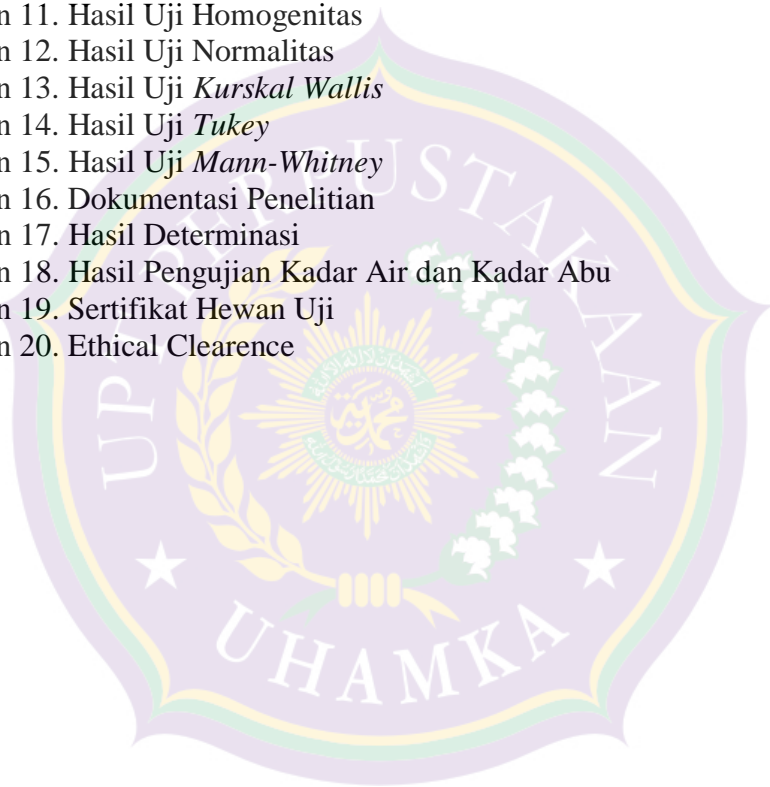 n 11. Hasil Uji Homogenitas
n 12. Hasil Uji Normalitas
n 13. Hasil Uji Kurskal Wallis
n 14. Hasil Uji Tukey
n 15. Hasil Uji Mann-Whitney
n 16. Dokumentasi Penelitian
n 17. Hasil Determinasi
n 18. Hasil Pengujian Kadar Air dan Kadar Abu
n 19. Sertifikat Hewan Uji
n 20. Ethical Clearence
UPT PERPUSTAKAAN
UHAMKA